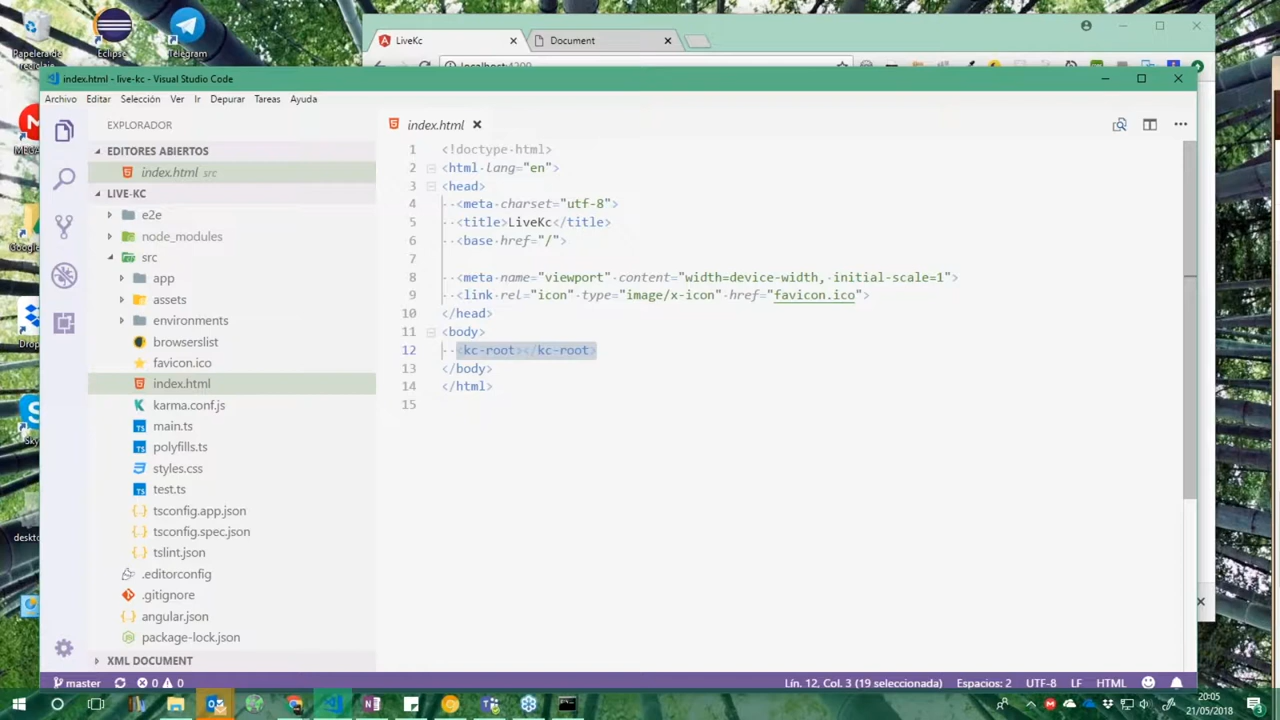 Papelera de
reciclaje
Eclipse
Telegram
LiveKc
Document
localhost:4200
index.html - live-kc - Visual Studio Code
Archivo Editar Selección Ver Ir Depurar Tareas Ayuda
EXPLORADOR
EDITORES ABIERTOS
index.html src
LIVE-KC
e2e
node_modules
src
app
assets
environments
browserslist
favicon.ico
index.html
karma.conf.js
main.ts
polyfills.ts
styles.css
test.ts
tsconfig.app.json
tsconfig.spec.json
tslint.json
.editorconfig
.gitignore
angular.json
package-lock.json
XML DOCUMENT
index.html
1 <!doctype html>
2 <html lang="en">
3 <head>
4 <meta charset="utf-8">
5 <title>LiveKc</title>
6 <base href="/">
7
8 <meta name="viewport" content="width=device-width, initial-scale=1">
9 <link rel="icon" type="image/x-icon" href="favicon.ico">
10 </head>
11 <body>
12 <kc-root></kc-root>
13 </body>
14 </html>
15
master 0 0
Lín. 12, Col. 3 (19 seleccionada) Espacios: 2 UTF-8 LF HTML
20:05
21/05/2018